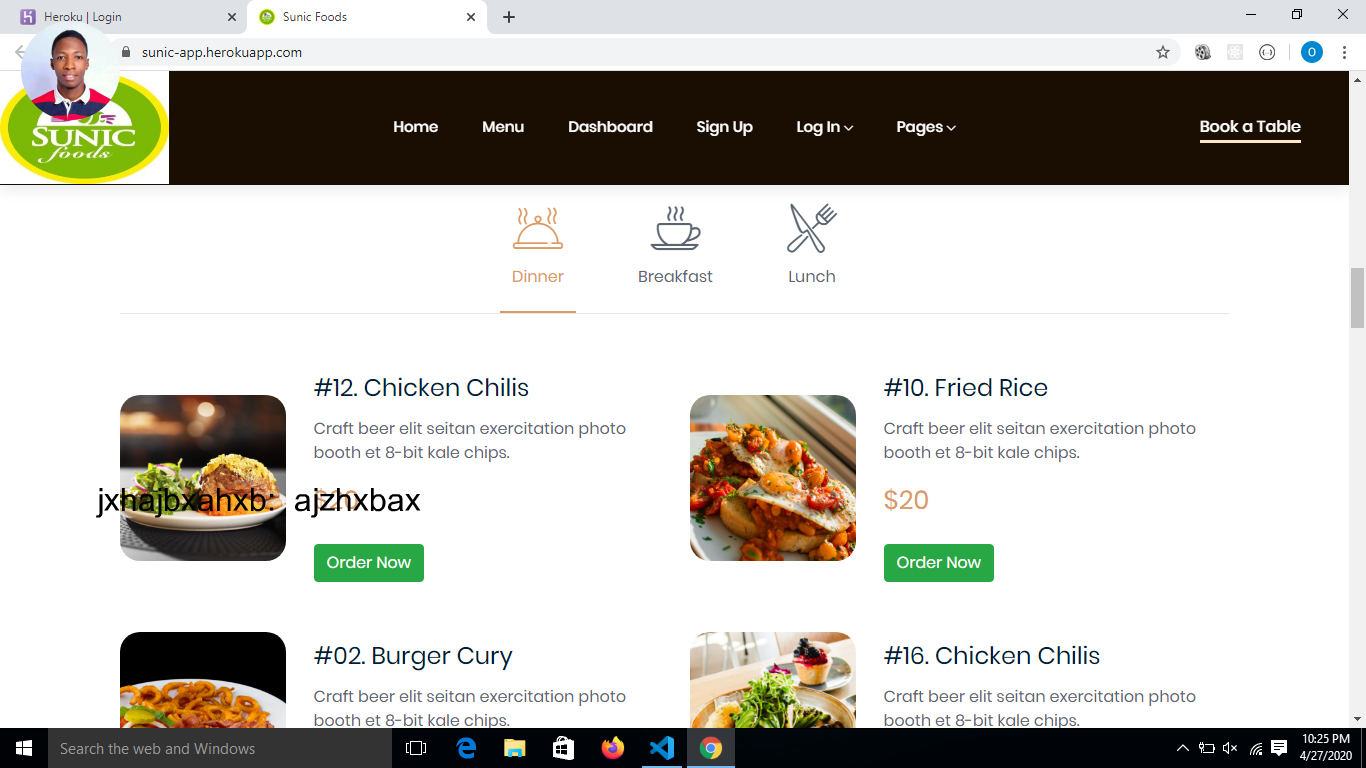 Heroku | Login
Sunic Foods
sunic-app.herokuapp.com
O
SUNIC
foods
Home
Menu
Dashboard
Sign Up
Log In
Pages
Book a Table
Dinner
Breakfast
Lunch
#12. Chicken Chilis
Craft beer elit seitan exercitation photo
booth et 8-bit kale chips.
$20
jxhajbxahxb: ajzhxbax
Order Now
#10. Fried Rice
Craft beer elit seitan exercitation photo
booth et 8-bit kale chips.
$20
Order Now
#02. Burger Cury
Craft beer elit seitan exercitation photo
booth et 8-bit kale chips.
#16. Chicken Chilis
Craft beer elit seitan exercitation photo
booth et 8-bit kale chips.
Search the web and Windows
10:25 PM
4/27/2020